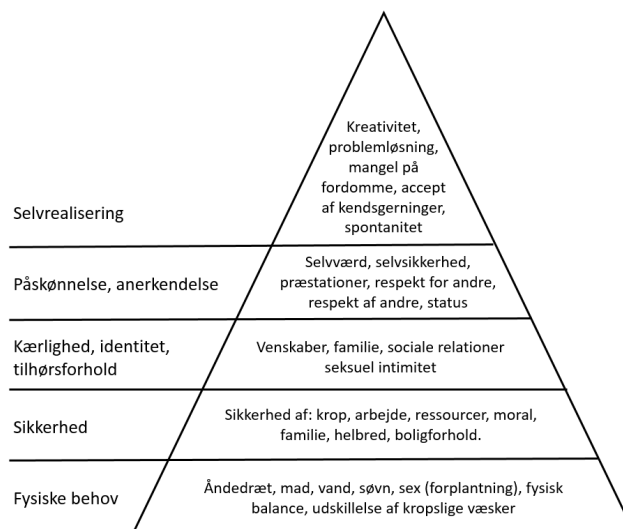 Kreativitet,
problemløsning,
mangel på
fordomme, accept
af kendsgerninger,
spontanitet
Selvrealisering
Selvværd, selvsikkerhed,
præstationer, respekt for andre,
respekt af andre, status
Påskønnelse, anerkendelse
Kærlighed, identitet,
tilhørsforhold
Venskaber, familie, sociale relationer
seksuel intimitet
Sikkerhed
Sikkerhed af: krop, arbejde, ressourcer, moral,
familie, helbred, boligforhold.
Fysiske behov
Åndedræt, mad, vand, søvn, sex (forplantning), fysisk
balance, udskillelse af kropslige væsker